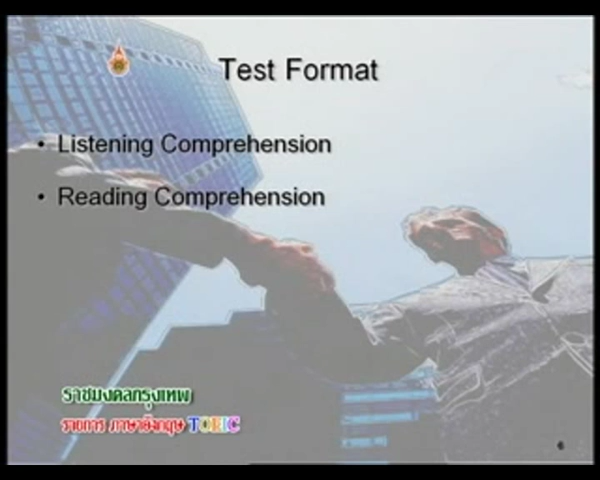 Test Format
• Listening Comprehension
• Reading Comprehension
ราชมงคลกรุงเทพ
รายการ ภาษาอังกฤษ TOEIC
6